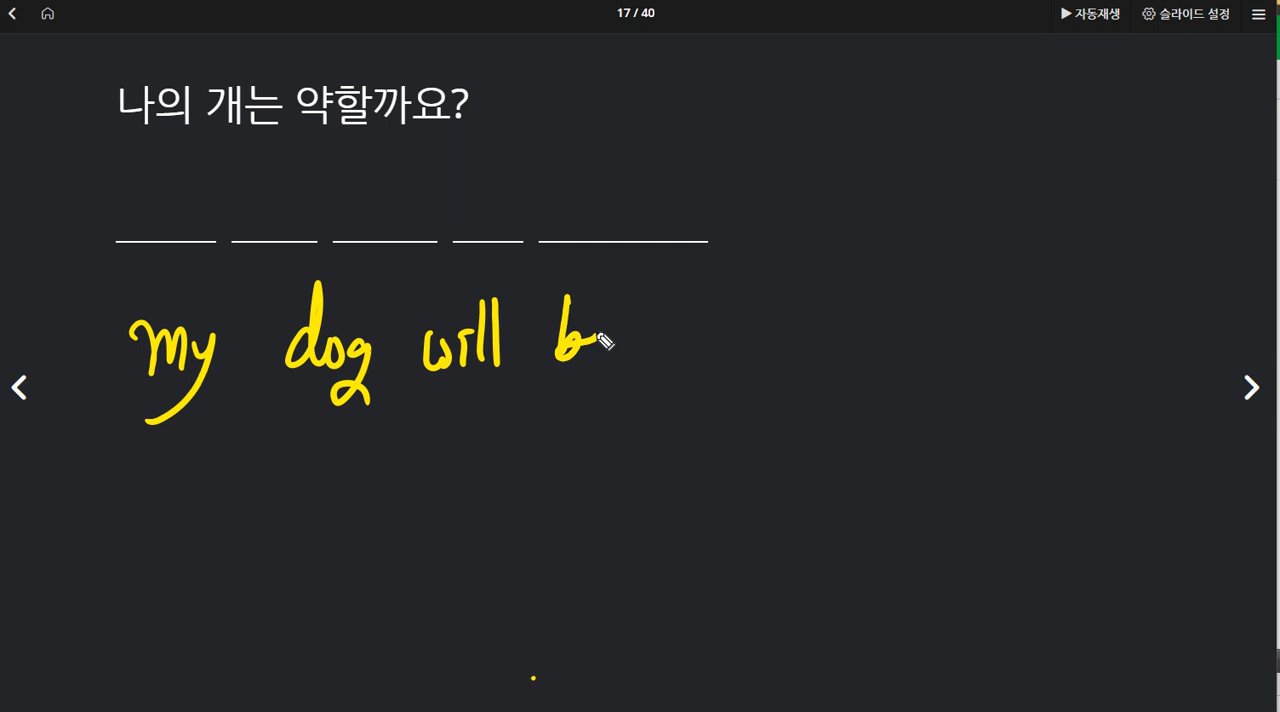 17 / 40
▶ 자동재생
슬라이드 설정
나의 개는 약할까요?
my dog will b